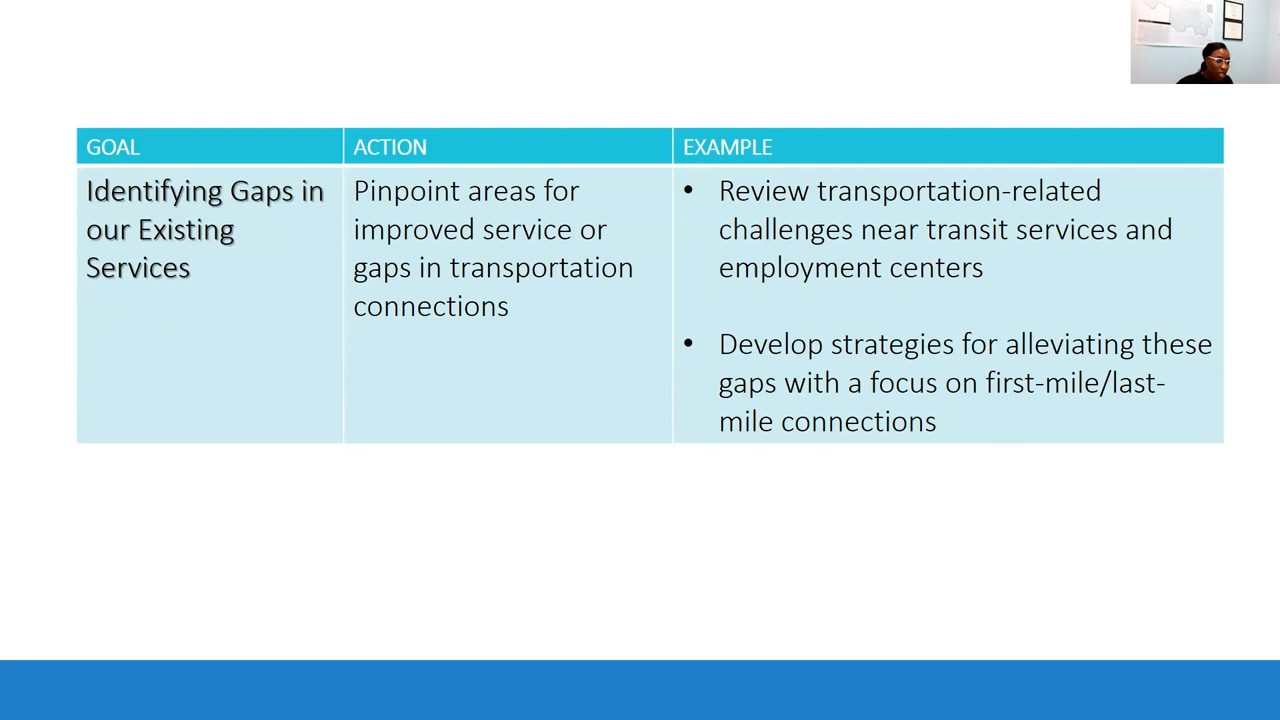 GOAL
ACTION
EXAMPLE
Identifying Gaps in
our Existing
Services
Pinpoint areas for
improved service or
gaps in transportation
connections
• Review transportation-related
challenges near transit services and
employment centers
• Develop strategies for alleviating these
gaps with a focus on first-mile/last-
mile connections